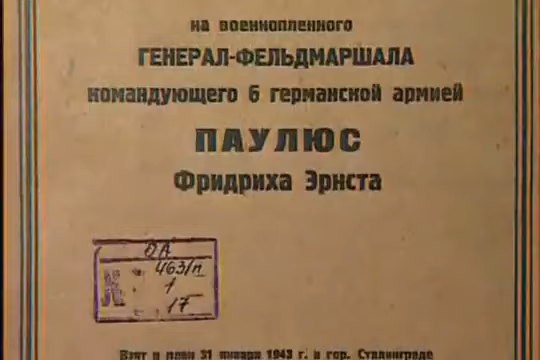 на военнопленного
ГЕНЕРАЛ-ФЕЛЬДМАРШАЛА
командующего 6 германской армией
ПАУЛЮС
Фридриха Эрнста
ОА
№ 463/п
1
17
Взят в плен 31 января 1943 г. в гор. Сталинграде